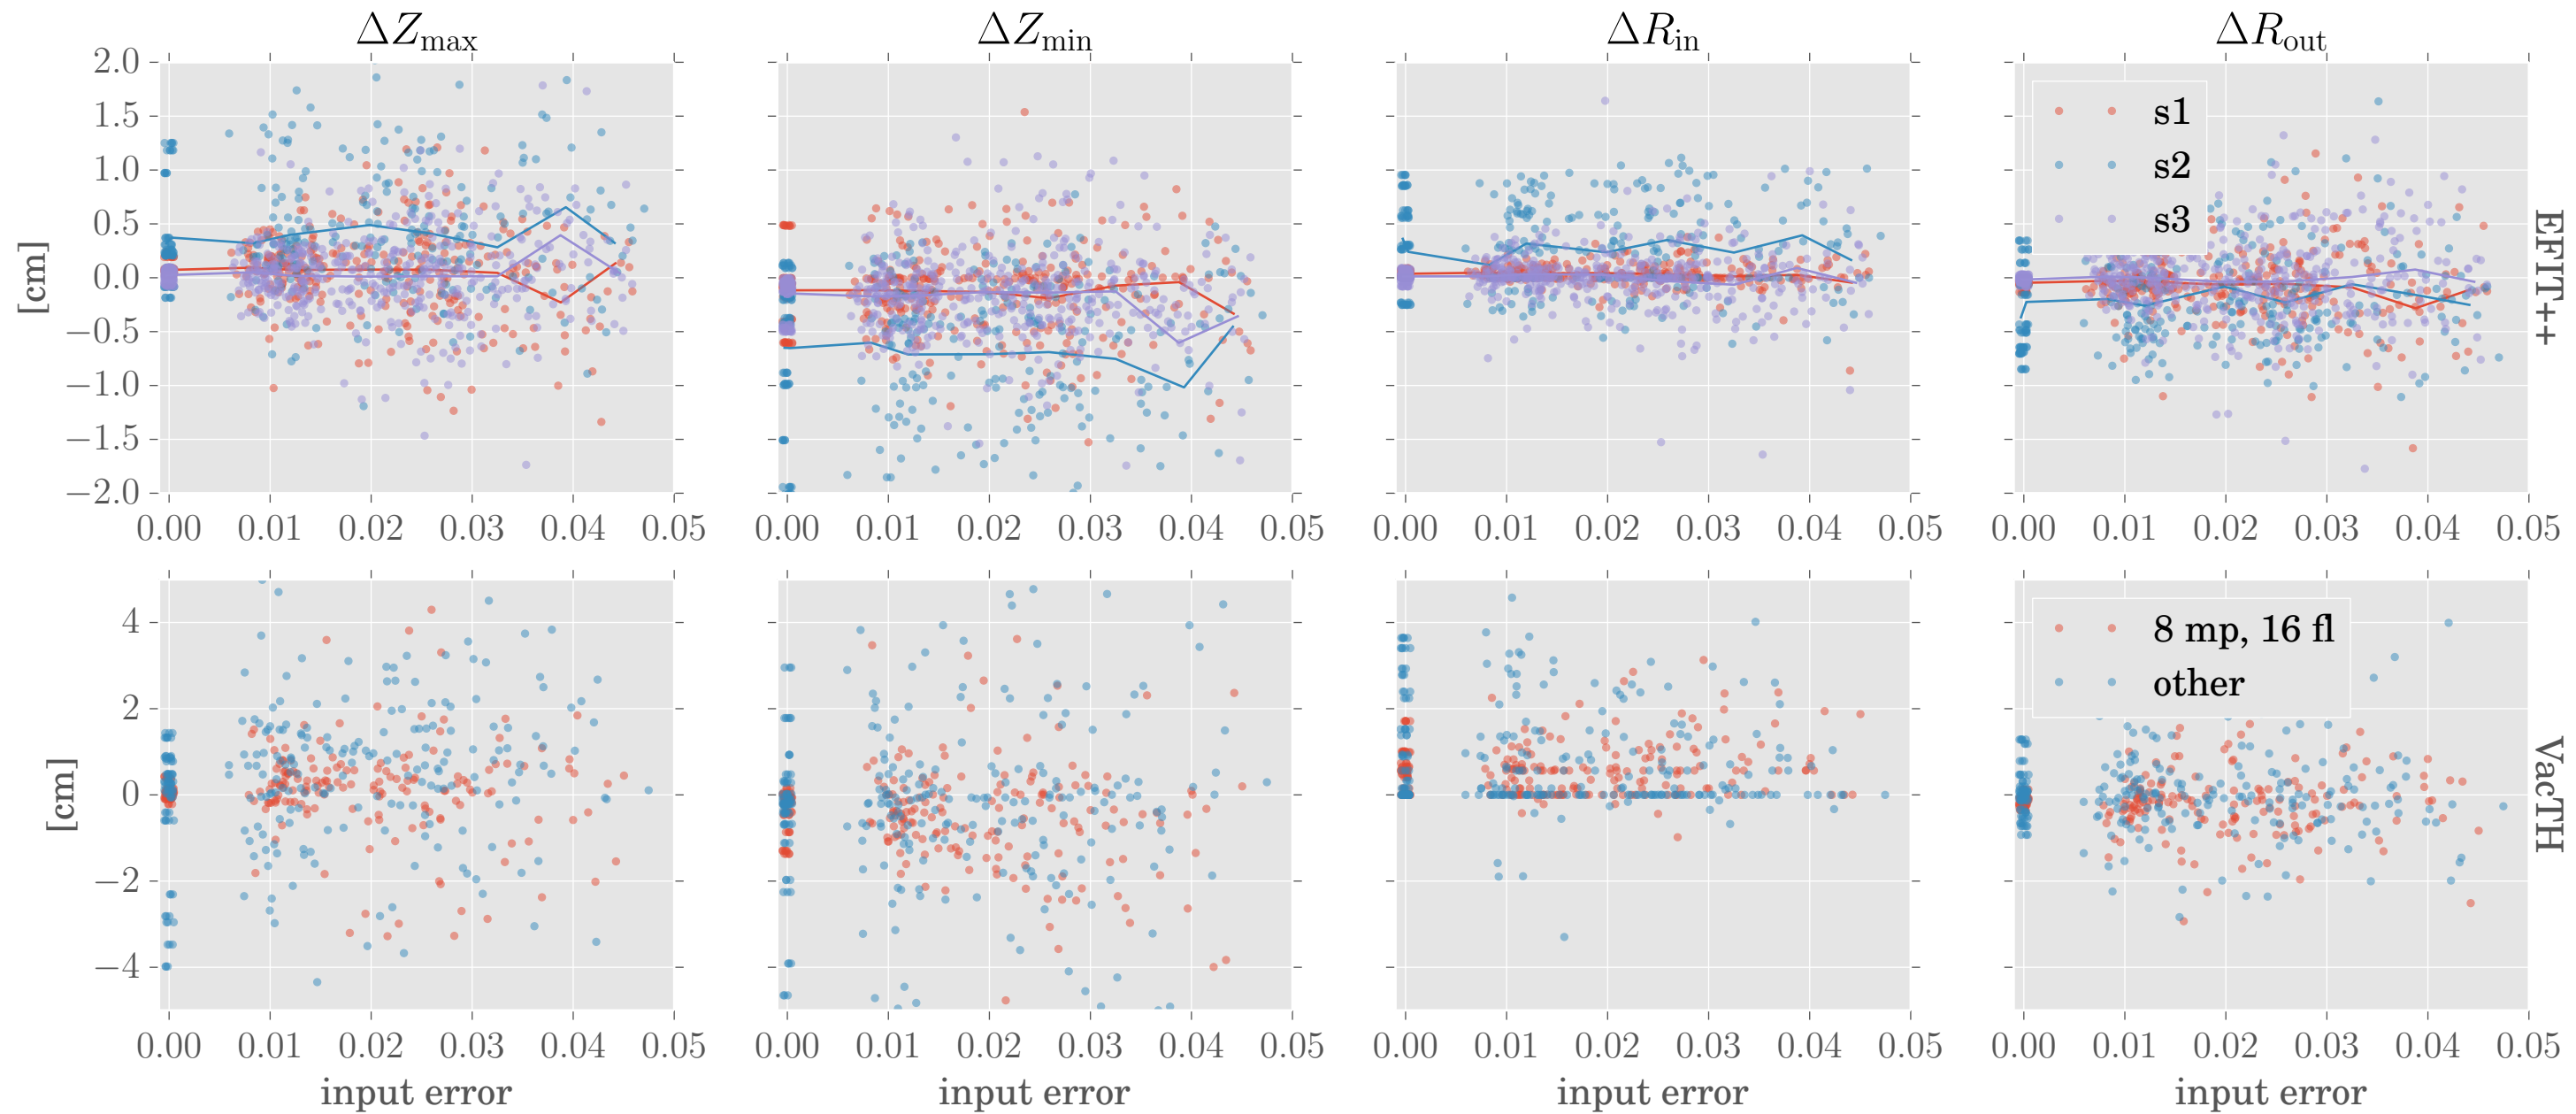 ΔZmax ΔZmin ΔRin ΔRout
2.0
1.5
1.0
0.5
0.0
−0.5
−1.0
−1.5
−2.0
[cm]
s1
s2
s3
EFIT++
0.00 0.01 0.02 0.03 0.04 0.05 0.00 0.01 0.02 0.03 0.04 0.05 0.00 0.01 0.02 0.03 0.04 0.05 0.00 0.01 0.02 0.03 0.04 0.05
4
2
0
−2
−4
[cm]
8 mp, 16 fl
other
VacTH
0.00 0.01 0.02 0.03 0.04 0.05 0.00 0.01 0.02 0.03 0.04 0.05 0.00 0.01 0.02 0.03 0.04 0.05 0.00 0.01 0.02 0.03 0.04 0.05
input error input error input error input error